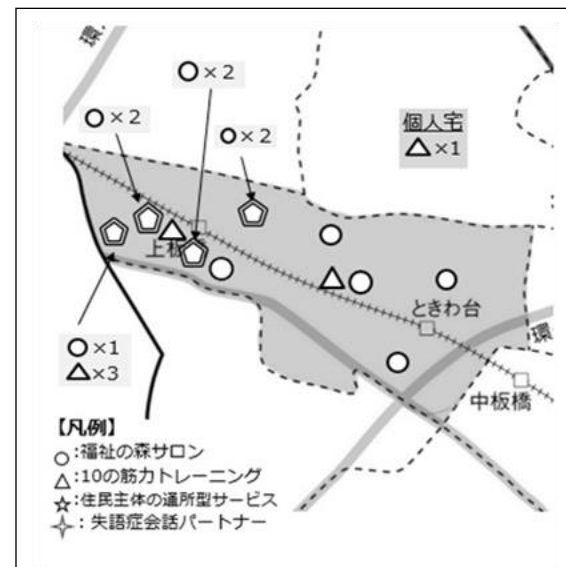 環
○×2
○×2
○×2
個人宅
△×1
上板
ときわ台
環
○×1
△×3
中板橋
【凡例】
○:福祉の森サロン
△:10の筋力トレーニング
☆:住民主体の通所型サービス
✧:失語症会話パートナー